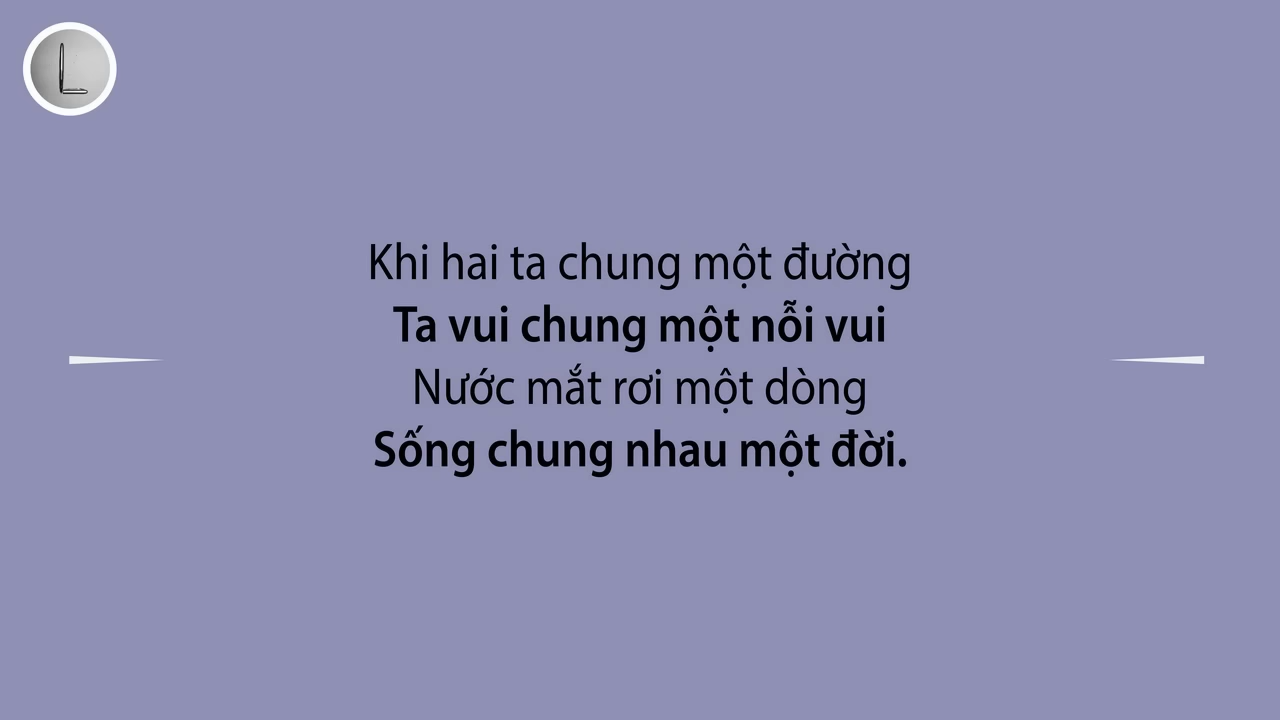 L
Khi hai ta chung một đường
Ta vui chung một nỗi vui
Nước mắt rơi một dòng
Sống chung nhau một đời.